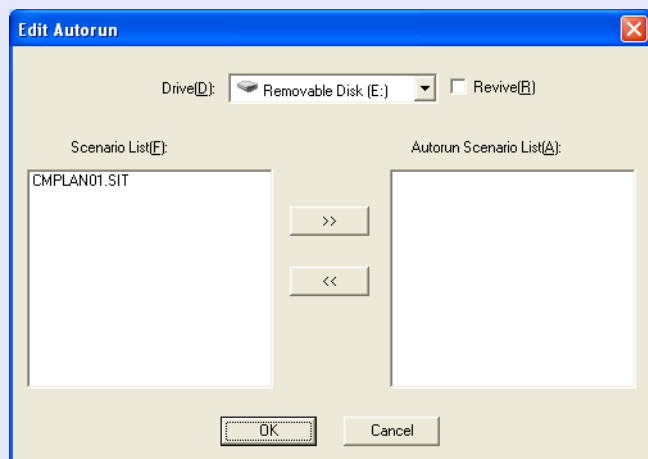 Edit Autorun
Drive(D): Removable Disk (E:) Revive(R)
Scenario List(F): Autorun Scenario List(A):
CMPLAN01.SIT
>>
<<
OK Cancel